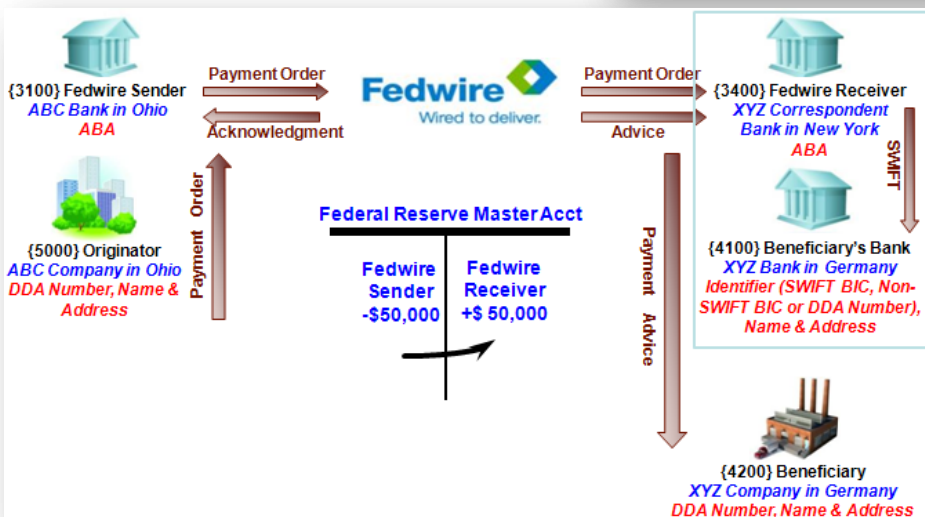 {3100} Fedwire Sender
ABC Bank in Ohio
ABA
Payment Order
Acknowledgment
Fedwire
Wired to deliver.
Payment Order
Advice
{3400} Fedwire Receiver
XYZ Correspondent
Bank in New York
ABA
SWIFT
{5000} Originator
ABC Company in Ohio
DDA Number, Name &
Address
Payment Order
Federal Reserve Master Acct
Fedwire
Sender
-$50,000
Fedwire
Receiver
+$ 50,000
Payment Advice
{4100} Beneficiary's Bank
XYZ Bank in Germany
Identifier (SWIFT BIC, Non-
SWIFT BIC or DDA Number),
Name & Address
{4200} Beneficiary
XYZ Company in Germany
DDA Number, Name & Address